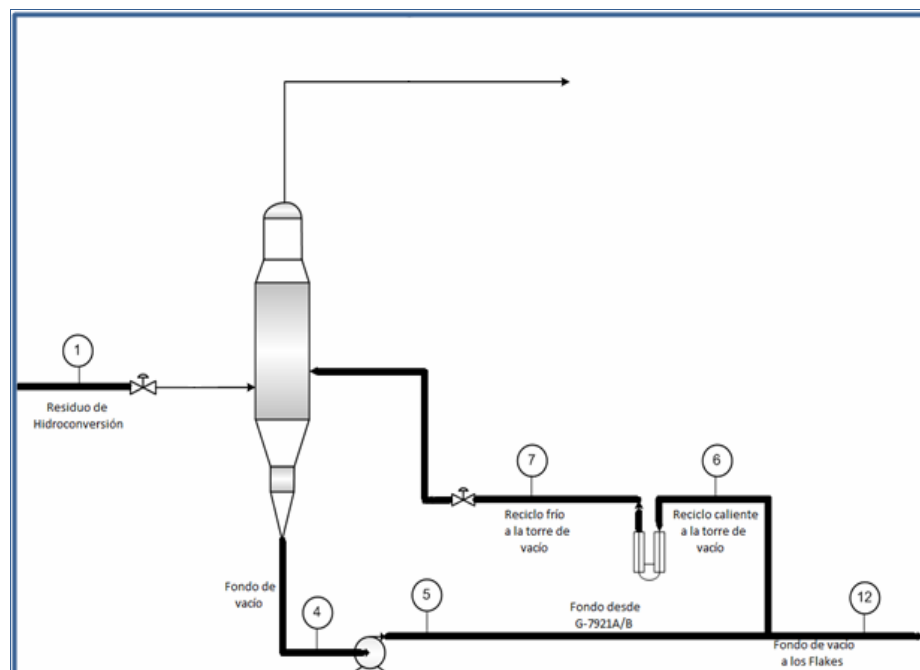 1
Residuo de
Hidroconversión
7
6
Reciclo frío
a la torre de
vacío
Reciclo caliente
a la torre de
vacío
Fondo de
vacío
4
5
Fondo desde
G-7921A/B
12
Fondo de vacío
a los Flakes